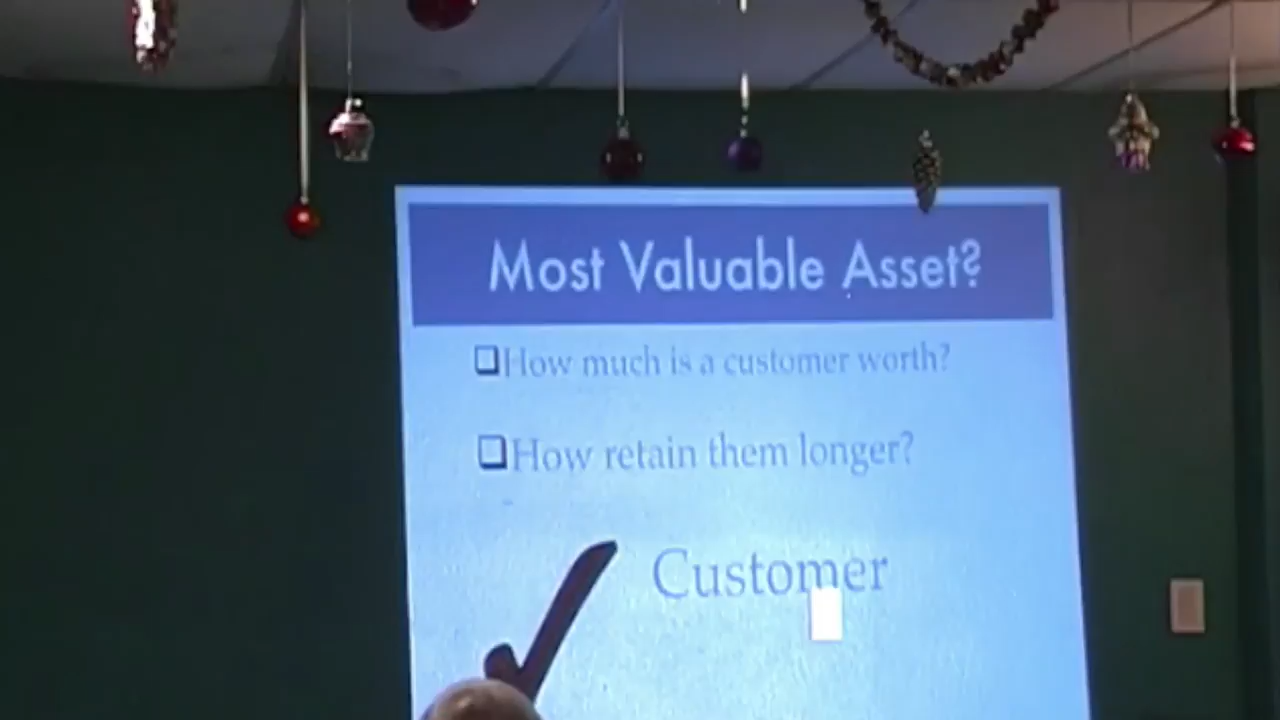 Most Valuable Asset?
How much is a customer worth?
How retain them longer?
Customer